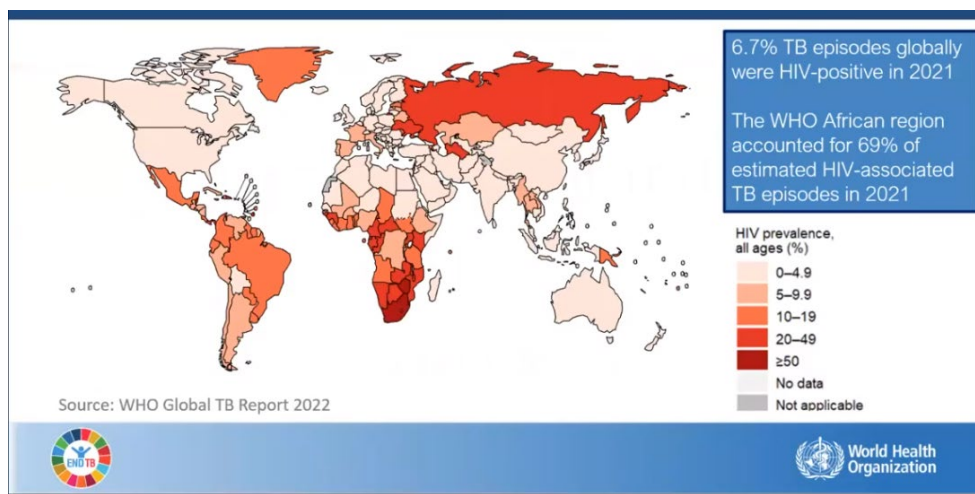 6.7% TB episodes globally
were HIV-positive in 2021
The WHO African region
accounted for 69% of
estimated HIV-associated
TB episodes in 2021
HIV prevalence,
all ages (%)
0–4.9
5–9.9
10–19
20–49
≥50
No data
Not applicable
Source: WHO Global TB Report 2022
END TB
World Health
Organization